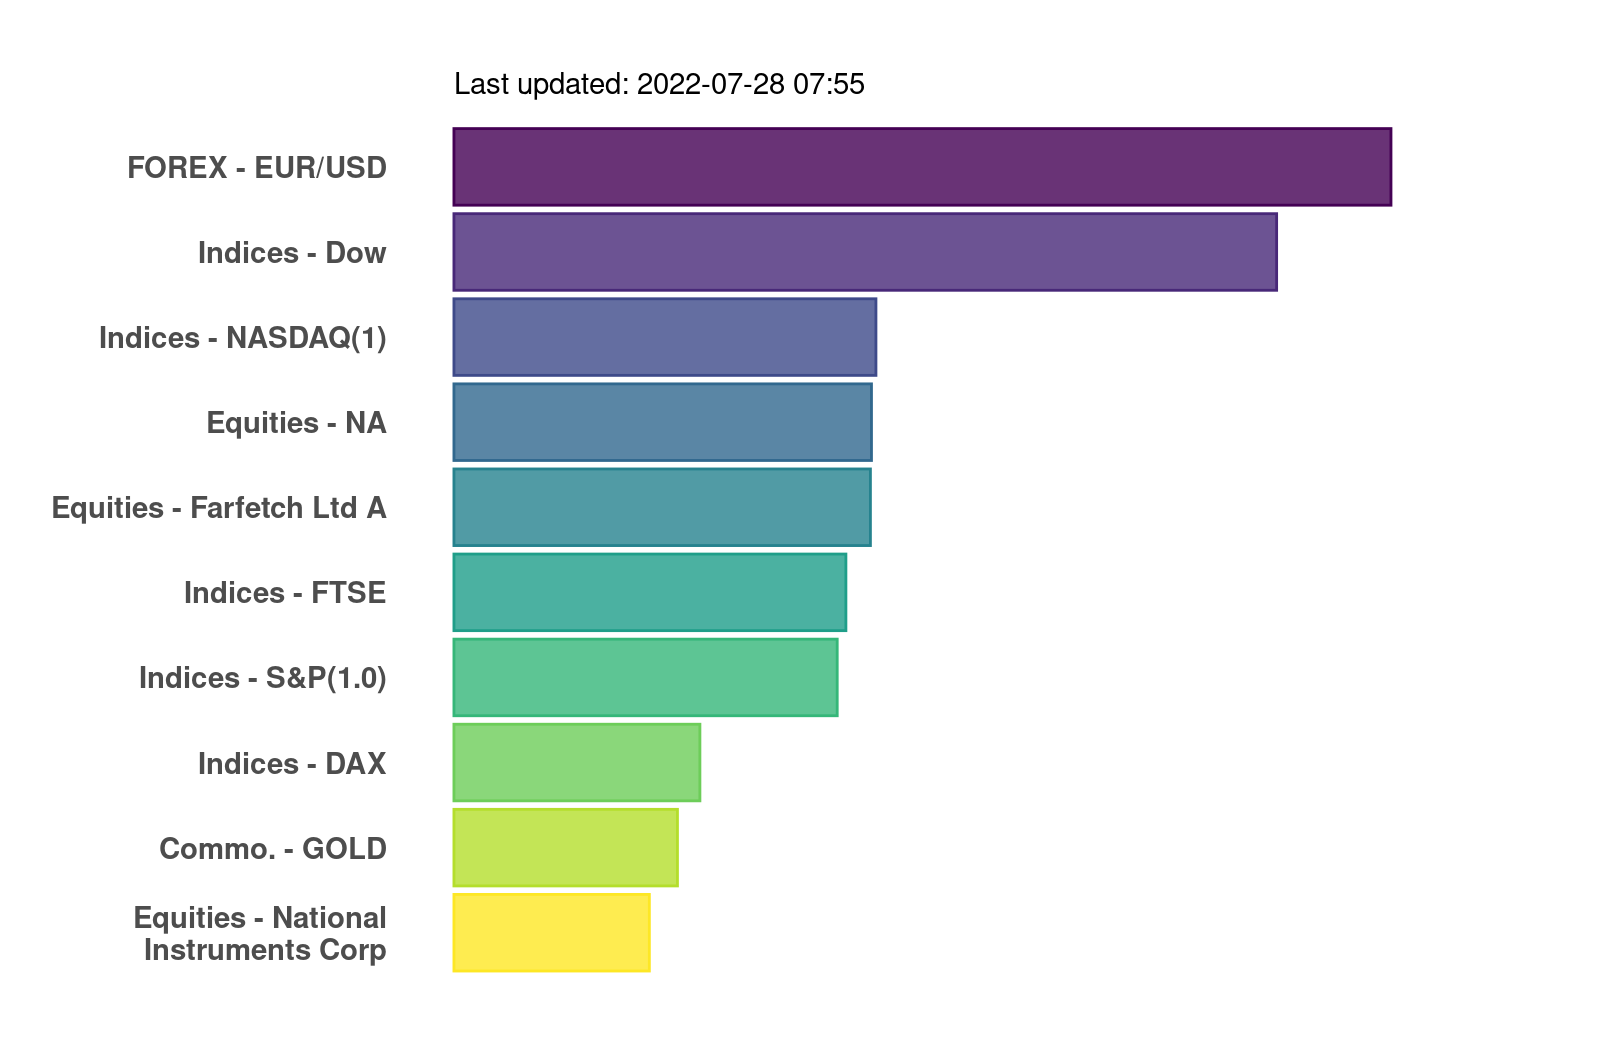 Last updated: 2022-07-28 07:55
FOREX - EUR/USD
Indices - Dow
Indices - NASDAQ(1)
Equities - NA
Equities - Farfetch Ltd A
Indices - FTSE
Indices - S&P(1.0)
Indices - DAX
Commo. - GOLD
Equities - National
Instruments Corp